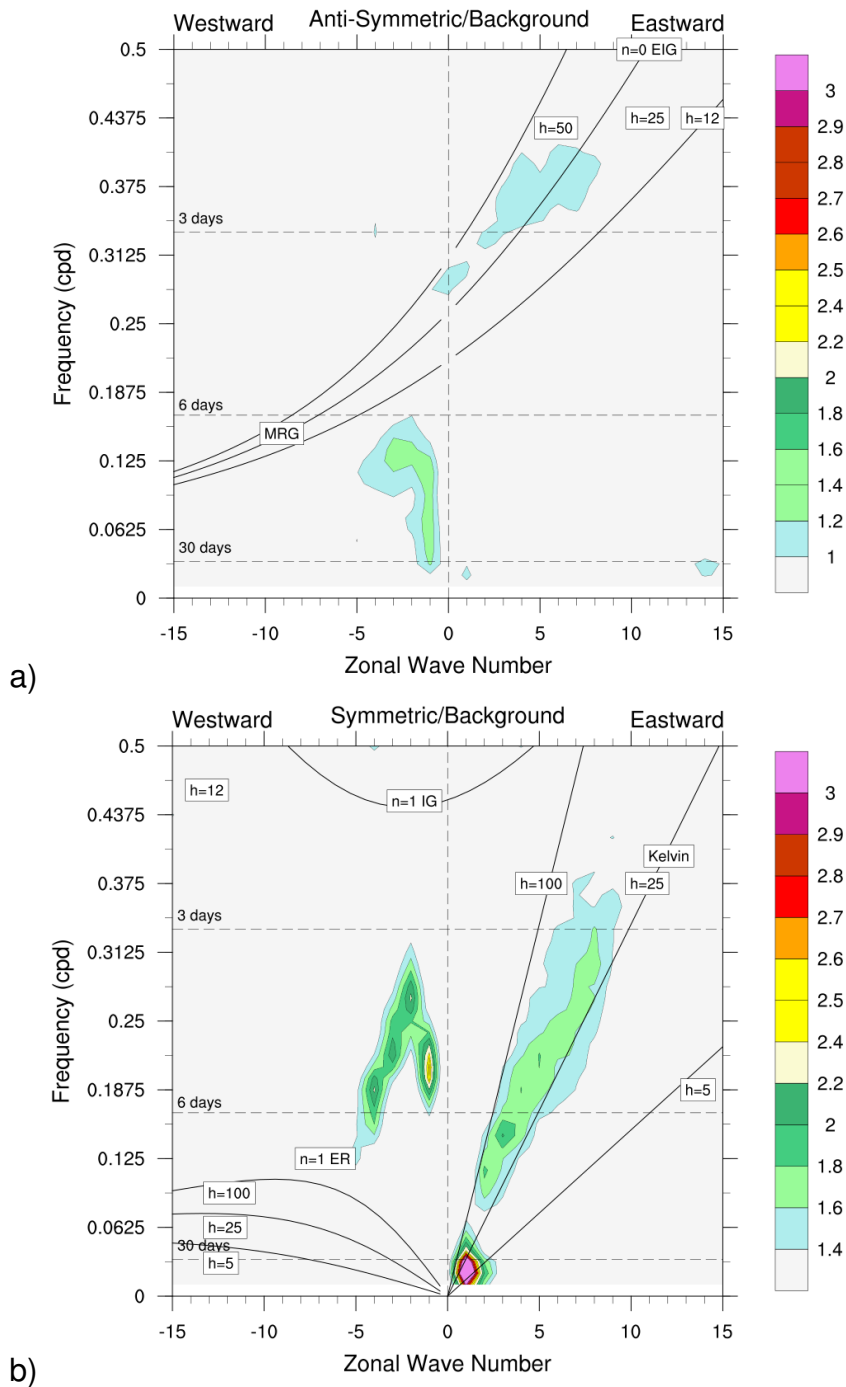 Westward Anti-Symmetric/Background Eastward
0.5
n=0 EIG
3
0.4375
h=50 h=25 h=12
2.9
2.8
0.375
2.7
3 days
2.6
0.3125
2.5
2.4
0.25
2.2
Frequency (cpd)
0.1875
2
6 days
1.8
MRG
1.6
0.125
1.4
0.0625
1.2
30 days
1
0
-15 -10 -5 0 5 10 15
Zonal Wave Number
a)
Westward Symmetric/Background Eastward
0.5
h=12
n=1 IG
3
0.4375
2.9
Kelvin
0.375
h=100 h=25
2.8
3 days
2.7
0.3125
2.6
2.5
0.25
2.4
Frequency (cpd)
0.1875
h=5
2.2
6 days
2
n=1 ER
0.125
1.8
h=100
0.0625
h=25
1.6
30 days
h=5
1.4
0
-15 -10 -5 0 5 10 15
Zonal Wave Number
b)